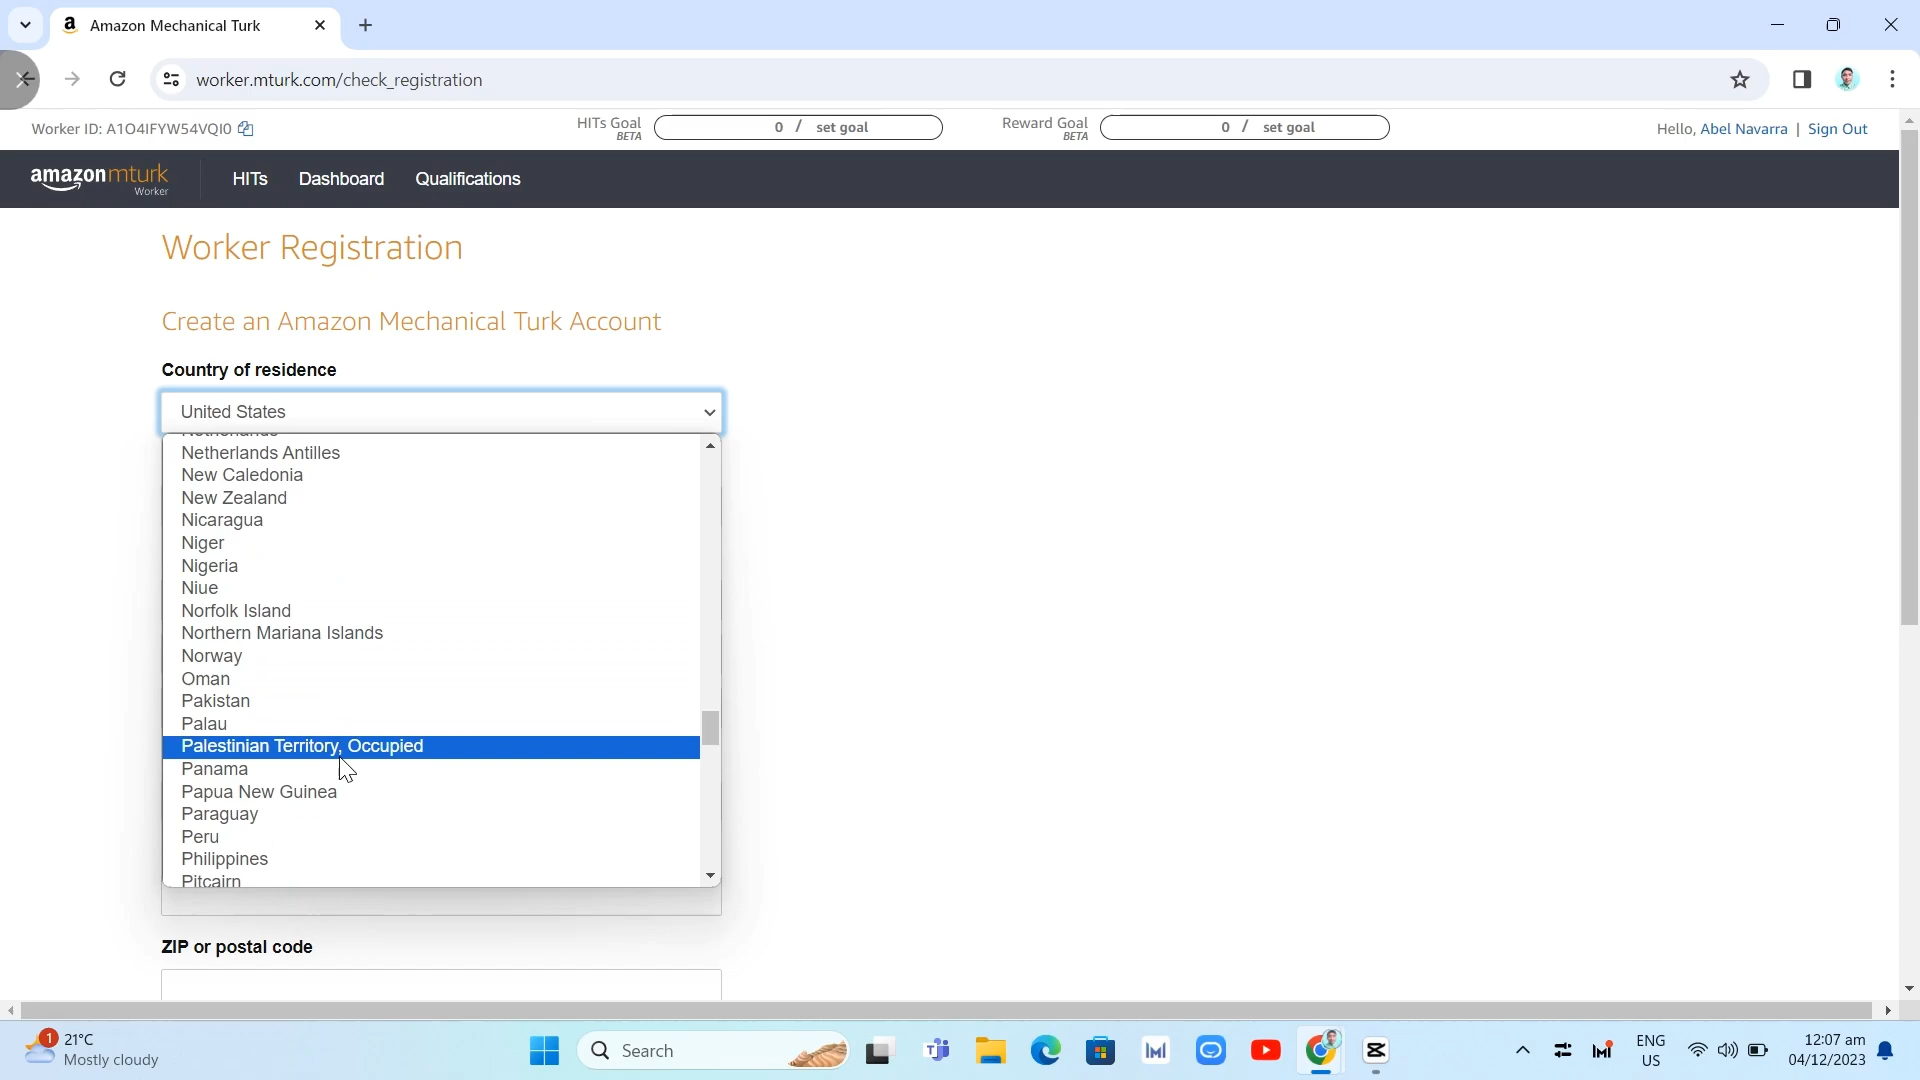 Amazon Mechanical Turk
worker.mturk.com/check_registration
Worker ID: A1O4IFYW54VQI0
HITs Goal
BETA
0 / set goal
Reward Goal
BETA
0 / set goal
Hello, Abel Navarra | Sign Out
amazonmturk
Worker
HITs
Dashboard
Qualifications
Worker Registration
Create an Amazon Mechanical Turk Account
Country of residence
United States
Netherlands
Netherlands Antilles
New Caledonia
New Zealand
Nicaragua
Niger
Nigeria
Niue
Norfolk Island
Northern Mariana Islands
Norway
Oman
Pakistan
Palau
Palestinian Territory, Occupied
Panama
Papua New Guinea
Paraguay
Peru
Philippines
Pitcairn
ZIP or postal code
1
21°C
Mostly cloudy
Search
ENG
US
12:07 am
04/12/2023